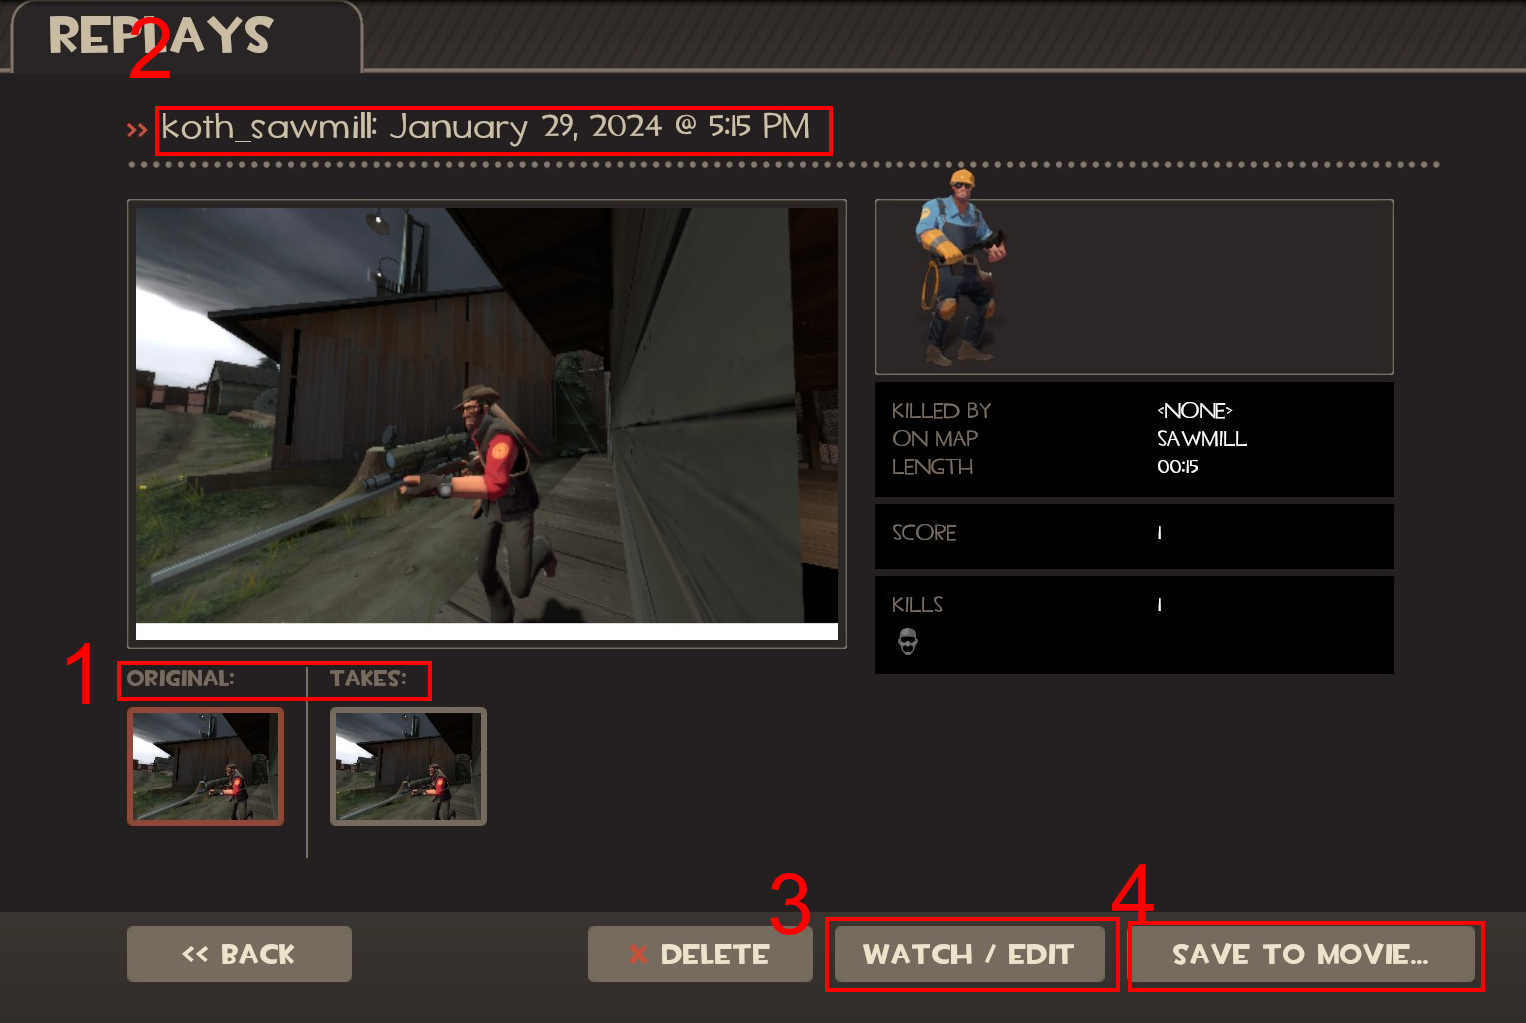 REPLAYS
2
>> koth_sawmill: January 29, 2024 @ 5:15 PM
KILLED BY <NONE>
ON MAP SAWMILL
LENGTH 00:15
SCORE 1
KILLS 1
1
ORIGINAL: TAKES:
3
4
<< BACK
X DELETE
WATCH / EDIT
SAVE TO MOVIE...